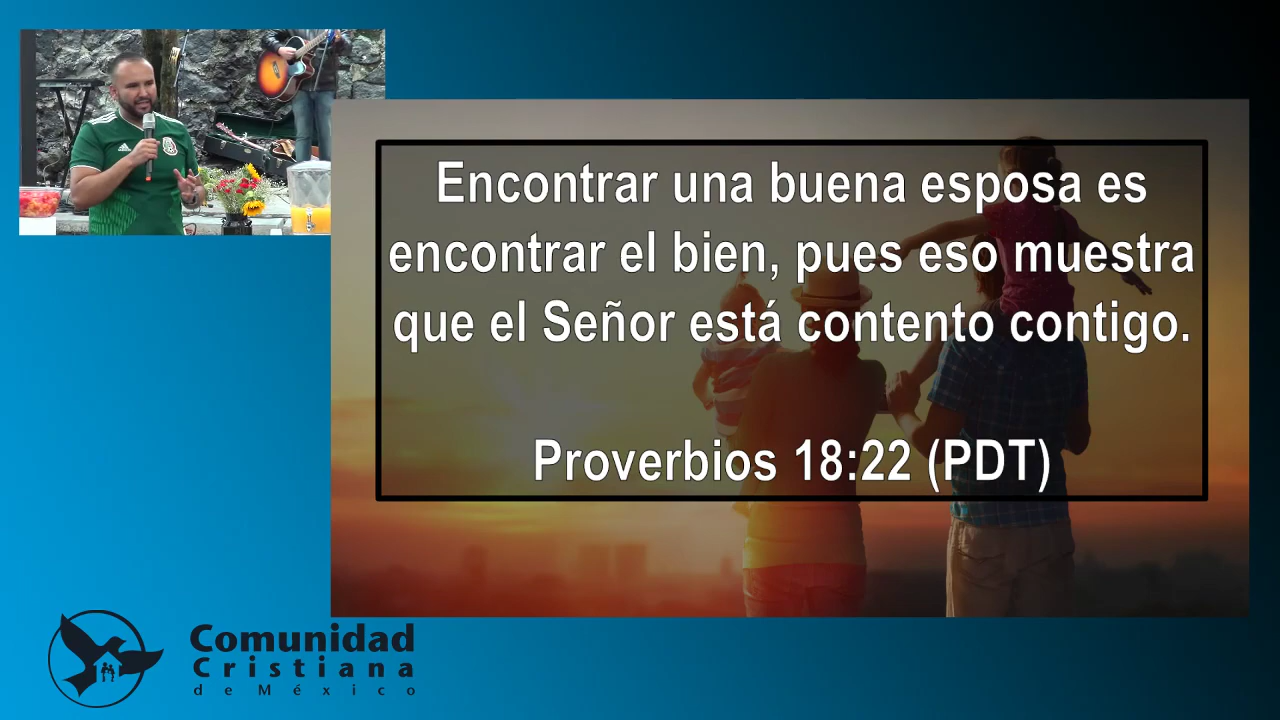 Encontrar una buena esposa es
encontrar el bien, pues eso muestra
que el Señor está contento contigo.
Proverbios 18:22 (PDT)
Comunidad
Cristiana
de México